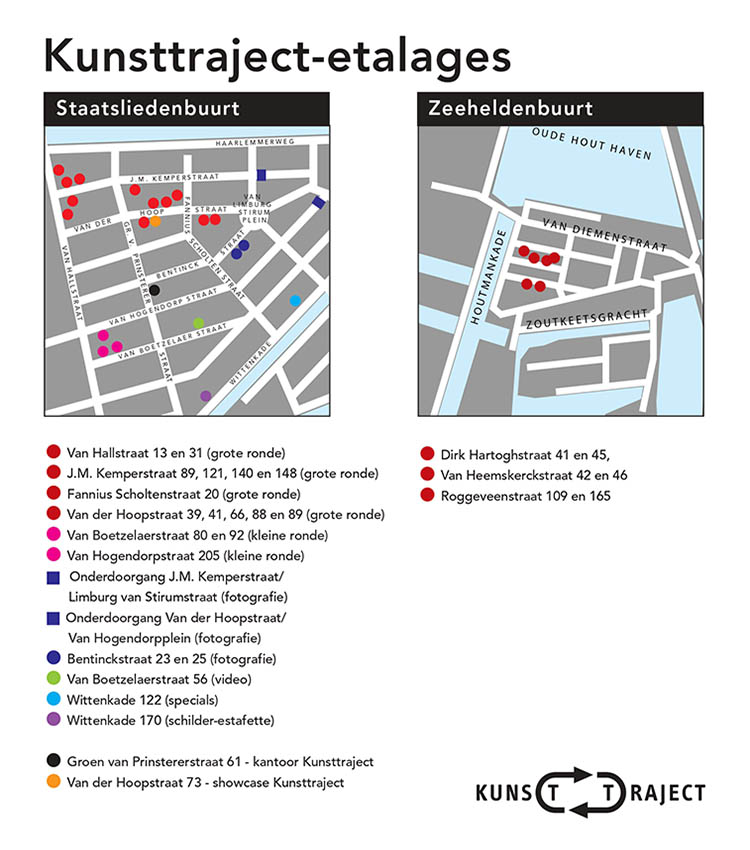 Kunsttraject-etalages
Staatsliedenbuurt
HAARLEMMERWEG
J.M. KEMPERSTRAAT
VAN
LIMBURG
STIRUM
PLEIN
VAN DER HOOP STRAAT
FANNIUS SCHOLTEN STRAAT
GR. V. PRINSTERER STRAAT
VAN HALLSTRAAT
BENTINCK STRAAT
VAN HOGENDORP STRAAT
VAN BOETZELAER STRAAT
WITTENKADE
Zeeheldenbuurt
OUDE HOUT HAVEN
VAN DIEMENSTRAAT
HOUTMANKADE
ZOUTKEETSGRACHT
Van Hallstraat 13 en 31 (grote ronde)
J.M. Kemperstraat 89, 121, 140 en 148 (grote ronde)
Fannius Scholtenstraat 20 (grote ronde)
Van der Hoopstraat 39, 41, 66, 88 en 89 (grote ronde)
Van Boetzelaerstraat 80 en 92 (kleine ronde)
Van Hogendorpstraat 205 (kleine ronde)
Onderdoorgang J.M. Kemperstraat/
Limburg van Stirumstraat (fotografie)
Onderdoorgang Van der Hoopstraat/
Van Hogendorpplein (fotografie)
Bentinckstraat 23 en 25 (fotografie)
Van Boetzelaerstraat 56 (video)
Wittenkade 122 (specials)
Wittenkade 170 (schilder-estafette)
Groen van Prinstererstraat 61 - kantoor Kunsttraject
Van der Hoopstraat 73 - showcase Kunsttraject
Dirk Hartoghstraat 41 en 45,
Van Heemskerckstraat 42 en 46
Roggeveenstraat 109 en 165
KUNST TRAJECT